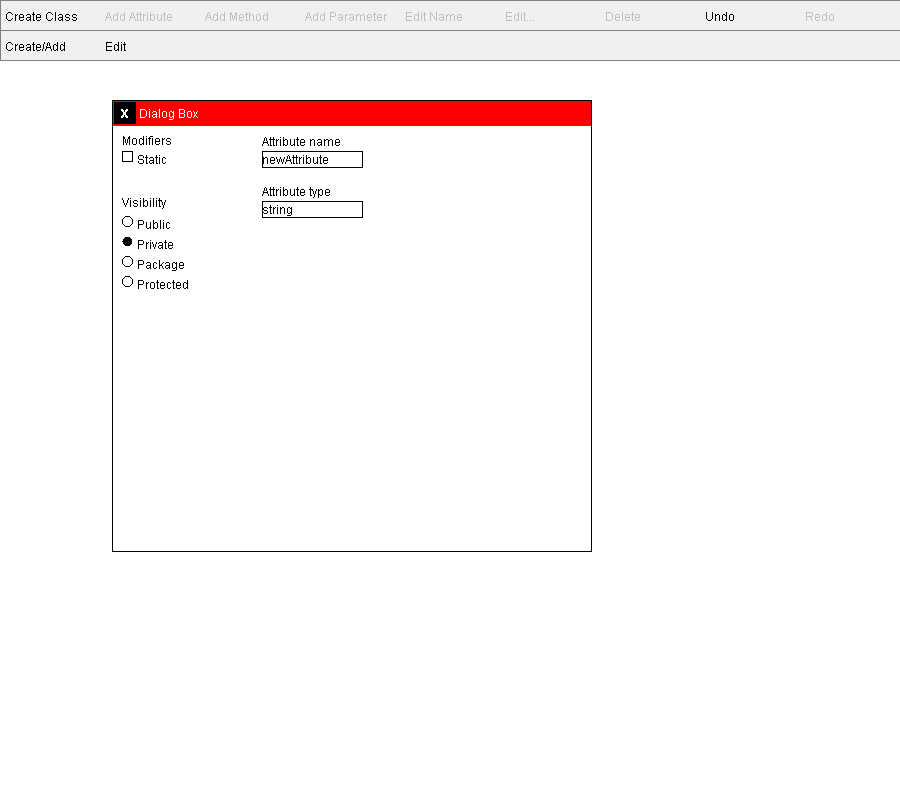 Create Class Add Attribute Add Method Add Parameter Edit Name Edit... Delete Undo Redo
Create/Add Edit
X Dialog Box
Modifiers
Static
Visibility
Public
Private
Package
Protected
Attribute name
newAttribute
Attribute type
string